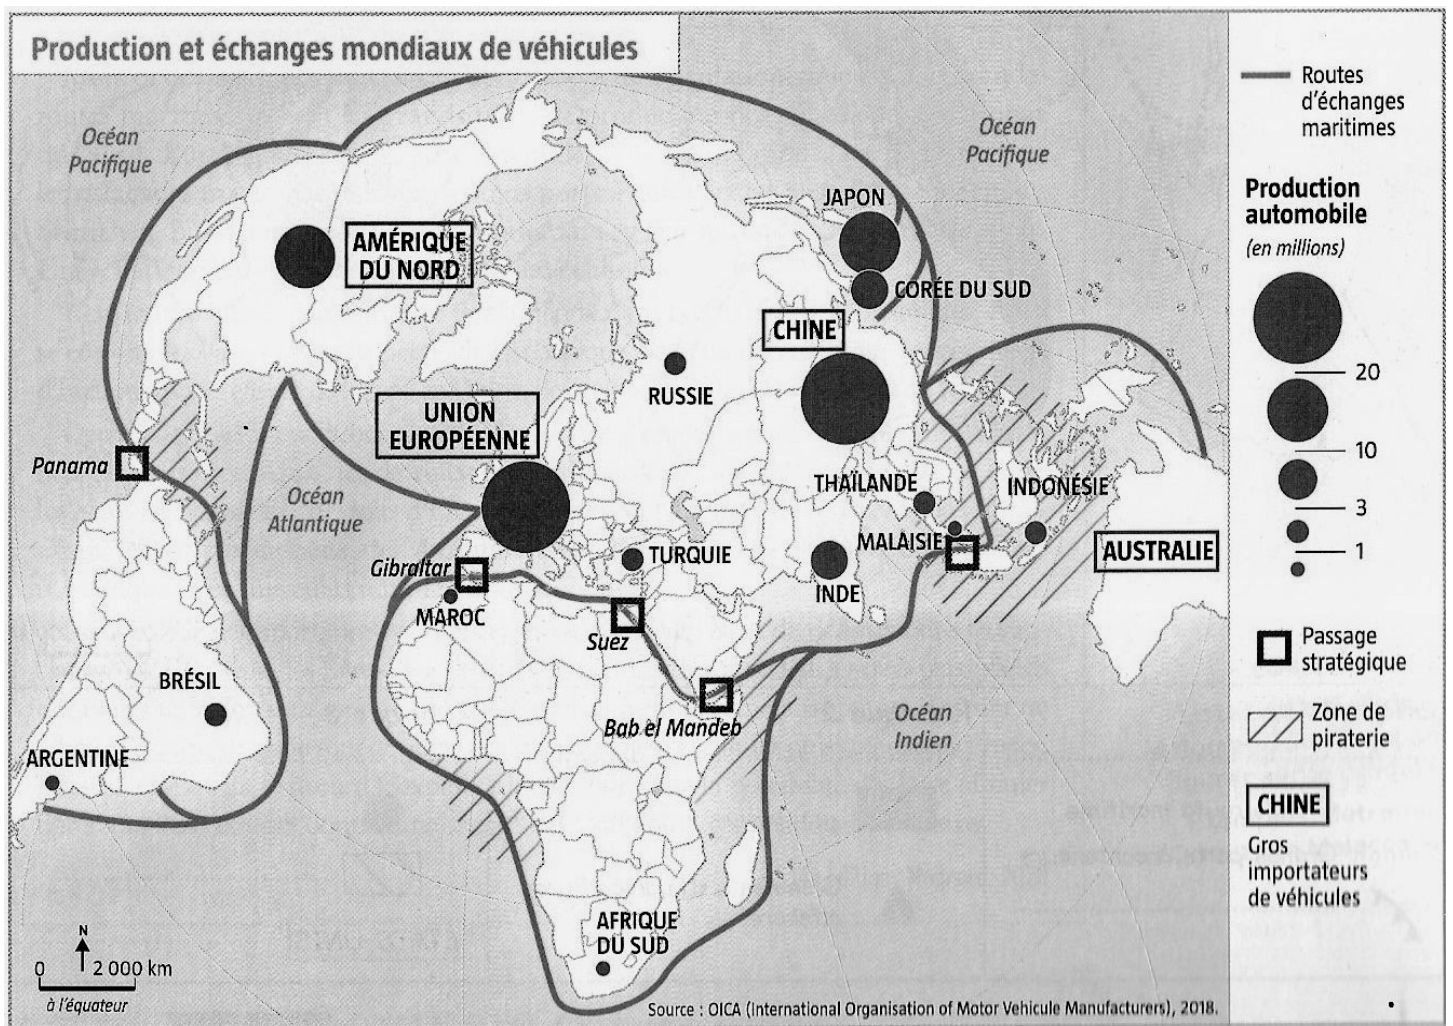 Production et échanges mondiaux de véhicules
Océan
Pacifique
Océan
Pacifique
JAPON
AMÉRIQUE
DU NORD
CORÉE DU SUD
CHINE
RUSSIE
UNION
EUROPÉENNE
Panama
Océan
Atlantique
THAÏLANDE
INDONÉSIE
MALAISIE
AUSTRALIE
Gibraltar
TURQUIE
MAROC
INDE
Suez
BRÉSIL
Bab el Mandeb
Océan
Indien
ARGENTINE
AFRIQUE
DU SUD
N
0 2 000 km
à l'équateur
Source : OICA (International Organisation of Motor Vehicule Manufacturers), 2018.
Routes
d'échanges
maritimes
Production
automobile
(en millions)
20
10
3
1
Passage
stratégique
Zone de
piraterie
CHINE
Gros
importateurs
de véhicules